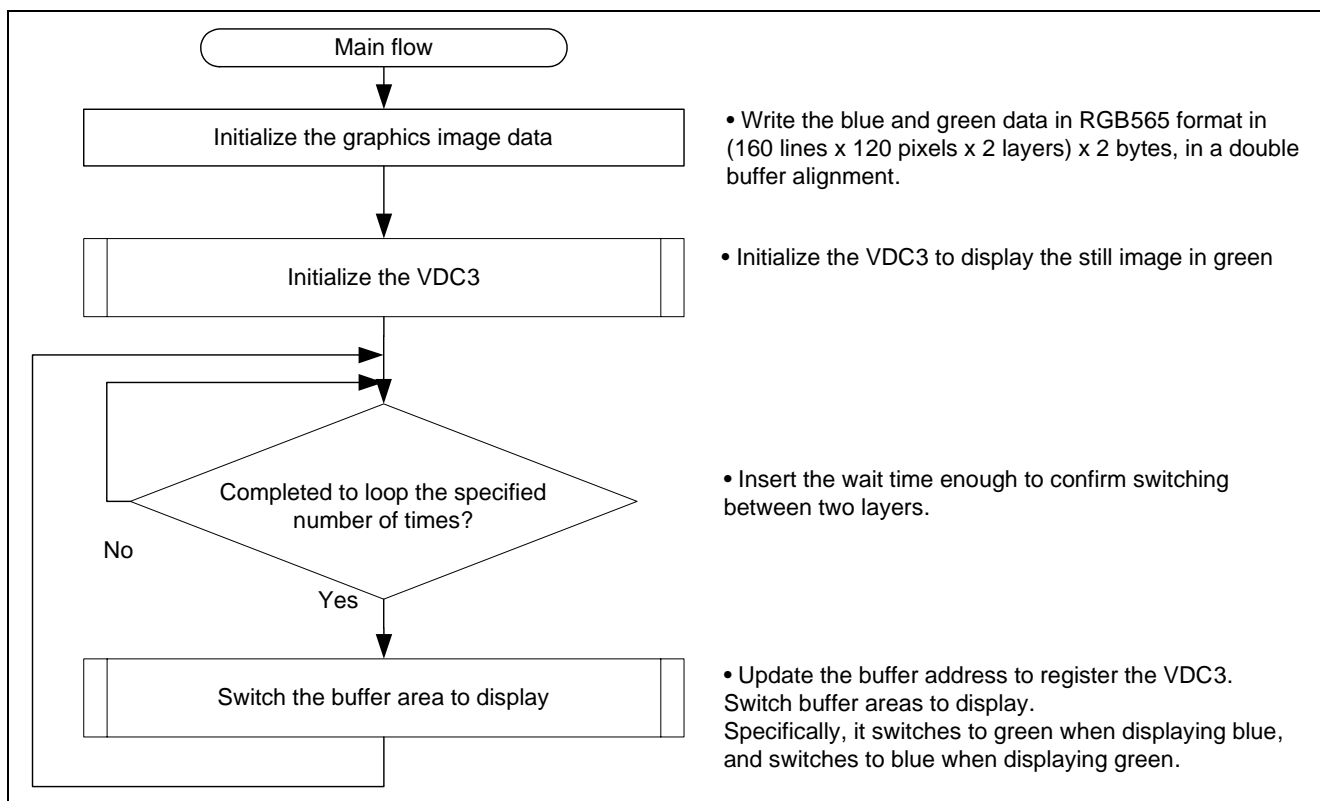 Main flow
Initialize the graphics image data
• Write the blue and green data in RGB565 format in
(160 lines x 120 pixels x 2 layers) x 2 bytes, in a double
buffer alignment.
Initialize the VDC3
• Initialize the VDC3 to display the still image in green
Completed to loop the specified
number of times?
• Insert the wait time enough to confirm switching
between two layers.
No
Yes
Switch the buffer area to display
• Update the buffer address to register the VDC3.
Switch buffer areas to display.
Specifically, it switches to green when displaying blue,
and switches to blue when displaying green.